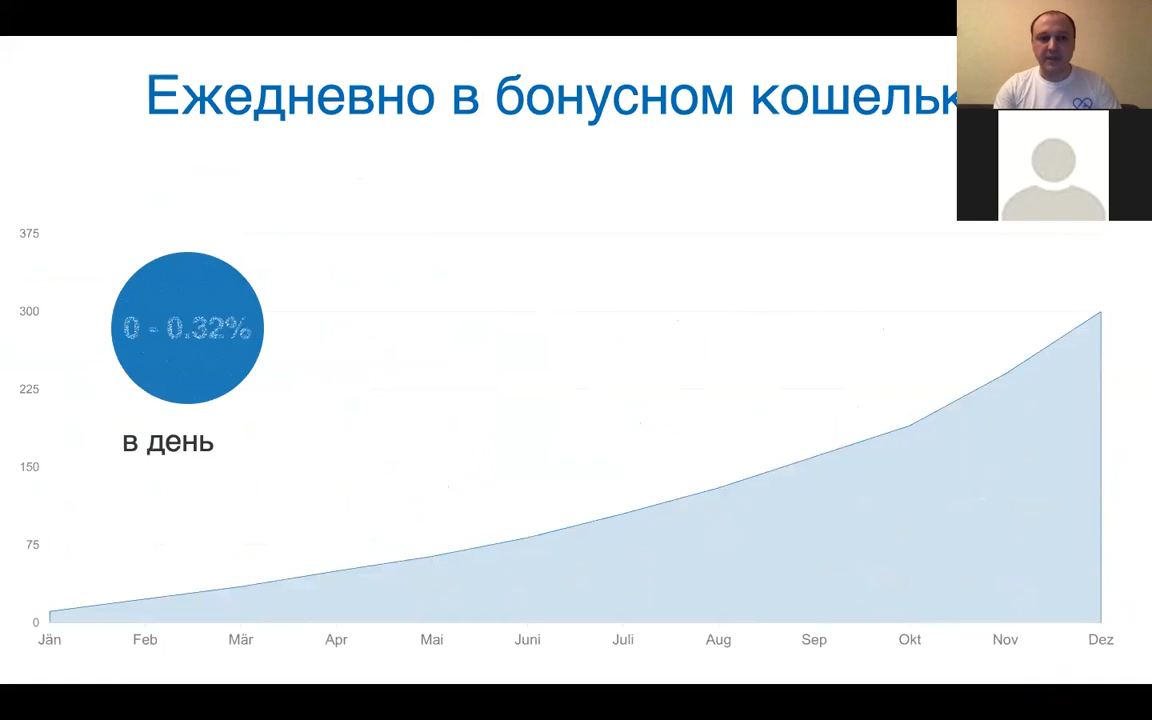 Ежедневно в бонусном кошельк
375
0 - 0.32%
300
225
в день
150
75
0
Jän Feb Mär Apr Mai Juni Juli Aug Sep Okt Nov Dez